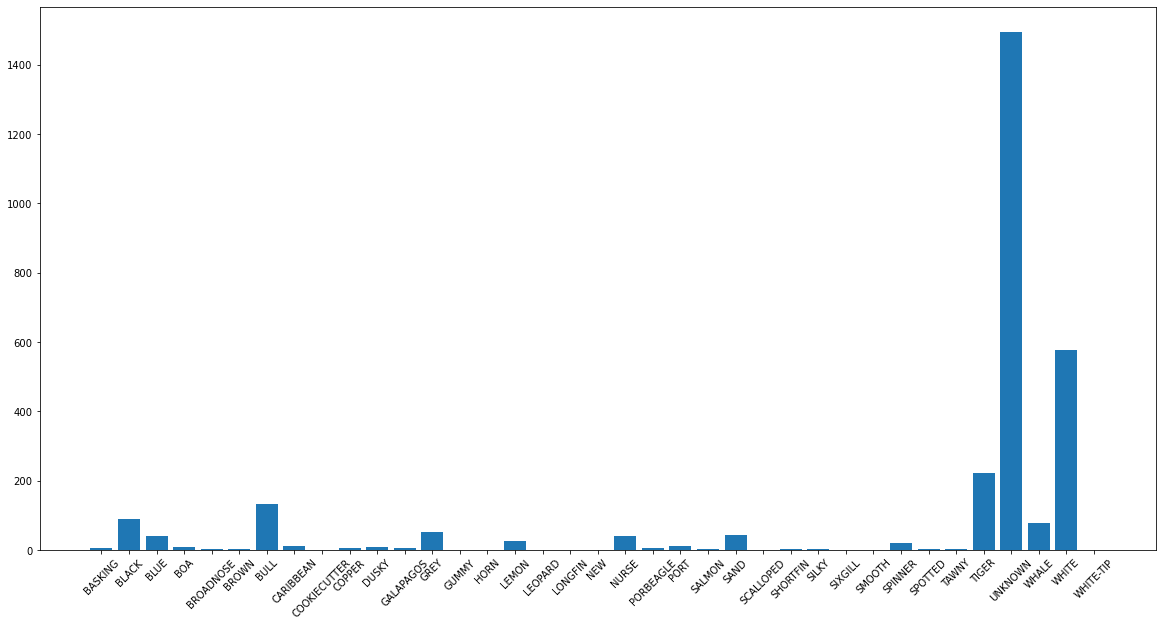 1400
1200
1000
800
600
400
200
0
BASKING
BLACK
BLUE
BOA
BROADNOSE
BROWN
BULL
CARIBBEAN
COOKIECUTTER
COPPER
DUSKY
GALAPAGOS
GREY
GUMMY
HORN
LEMON
LEOPARD
LONGFIN
NEW
NURSE
PORBEAGLE
PORT
SALMON
SAND
SCALLOPED
SHORTFIN
SILKY
SIXGILL
SMOOTH
SPINNER
SPOTTED
TAWNY
TIGER
UNKNOWN
WHALE
WHITE
WHITE-TIP